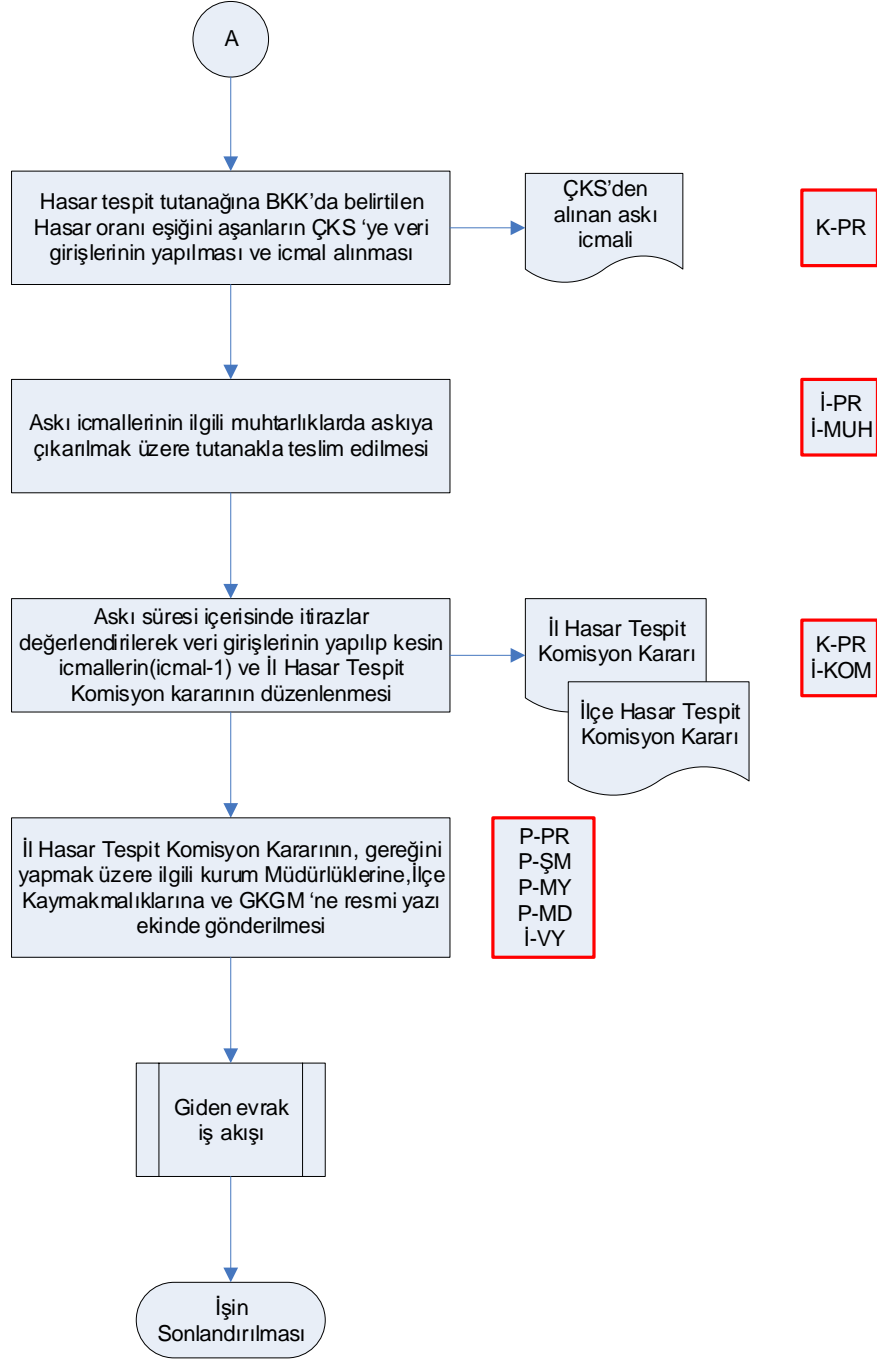 A
Hasar tespit tutanağına BKK’da belirtilen
Hasar oranı eşiğini aşanların ÇKS ‘ye veri
girişlerinin yapılması ve icmal alınması
ÇKS’den
alınan askı
icmali
K-PR
Askı icmallerinin ilgili muhtarlıklarda askıya
çıkarılmak üzere tutanakla teslim edilmesi
İ-PR
İ-MUH
Askı süresi içerisinde itirazlar
değerlendirilerek veri girişlerinin yapılıp kesin
icmallerin(icmal-1) ve İl Hasar Tespit
Komisyon kararının düzenlenmesi
İl Hasar Tespit
Komisyon Kararı
İlçe Hasar Tespit
Komisyon Kararı
K-PR
İ-KOM
İl Hasar Tespit Komisyon Kararının, gereğini
yapmak üzere ilgili kurum Müdürlüklerine,İlçe
Kaymakmalıklarına ve GKGM ‘ne resmi yazı
ekinde gönderilmesi
P-PR
P-ŞM
P-MY
P-MD
İ-VY
Giden evrak
iş akışı
İşin
Sonlandırılması